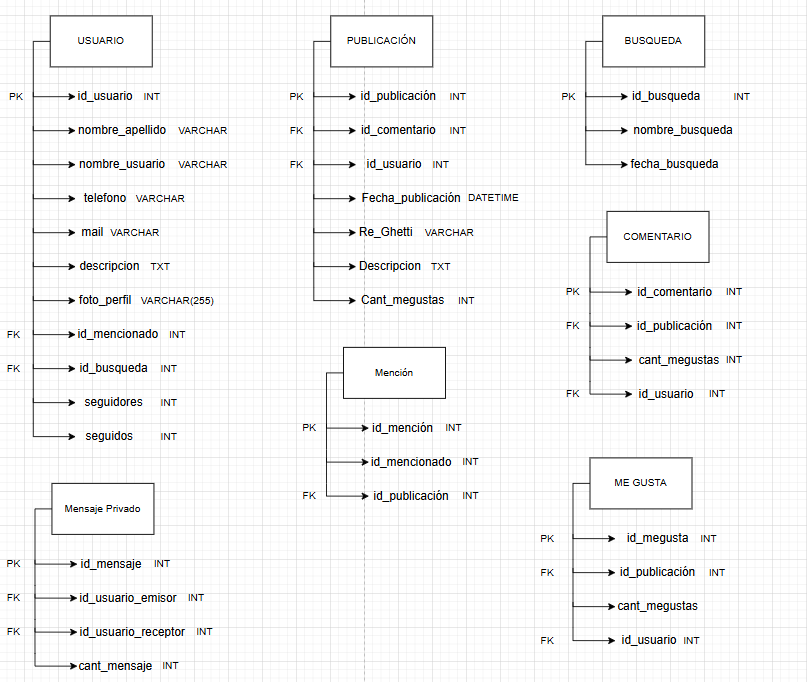 USUARIO
PK id_usuario INT
nombre_apellido VARCHAR
nombre_usuario VARCHAR
telefono VARCHAR
mail VARCHAR
descripcion TXT
foto_perfil VARCHAR(255)
FK id_mencionado INT
FK id_busqueda INT
seguidores INT
seguidos INT
Mensaje Privado
PK id_mensaje INT
FK id_usuario_emisor INT
FK id_usuario_receptor INT
cant_mensaje INT
PUBLICACIÓN
PK id_publicación INT
FK id_comentario INT
FK id_usuario INT
Fecha_publicación DATETIME
Re_Ghetti VARCHAR
Descripcion TXT
Cant_megustas INT
Mención
PK id_mención INT
id_mencionado INT
FK id_publicación INT
BUSQUEDA
PK id_busqueda INT
nombre_busqueda
fecha_busqueda
COMENTARIO
PK id_comentario INT
FK id_publicación INT
cant_megustas INT
FK id_usuario INT
ME GUSTA
PK id_megusta INT
FK id_publicación INT
cant_megustas
FK id_usuario INT